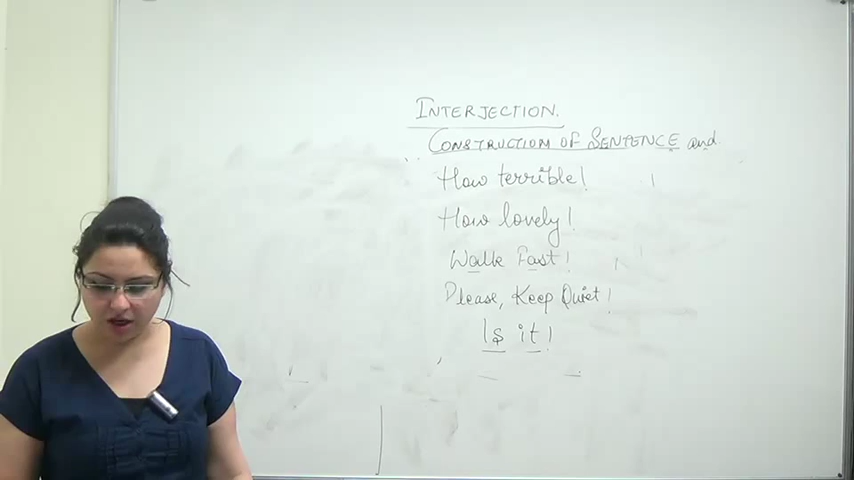 INTERJECTION.
CONSTRUCTION OF SENTENCE and
How terrible!
How lovely!
Walk Fast!
Please, Keep Quiet!
Is it!